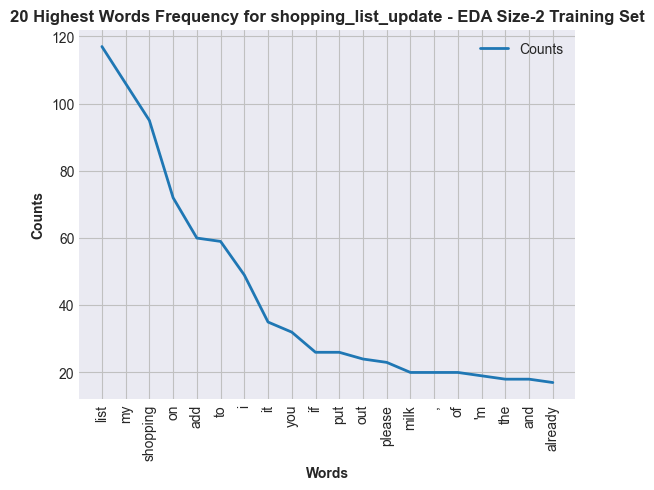 20 Highest Words Frequency for shopping_list_update - EDA Size-2 Training Set
Counts
120
100
80
60
40
20
Counts
list
my
shopping
on
add
to
i
it
you
if
put
out
please
milk
,
of
'm
the
and
already
Words